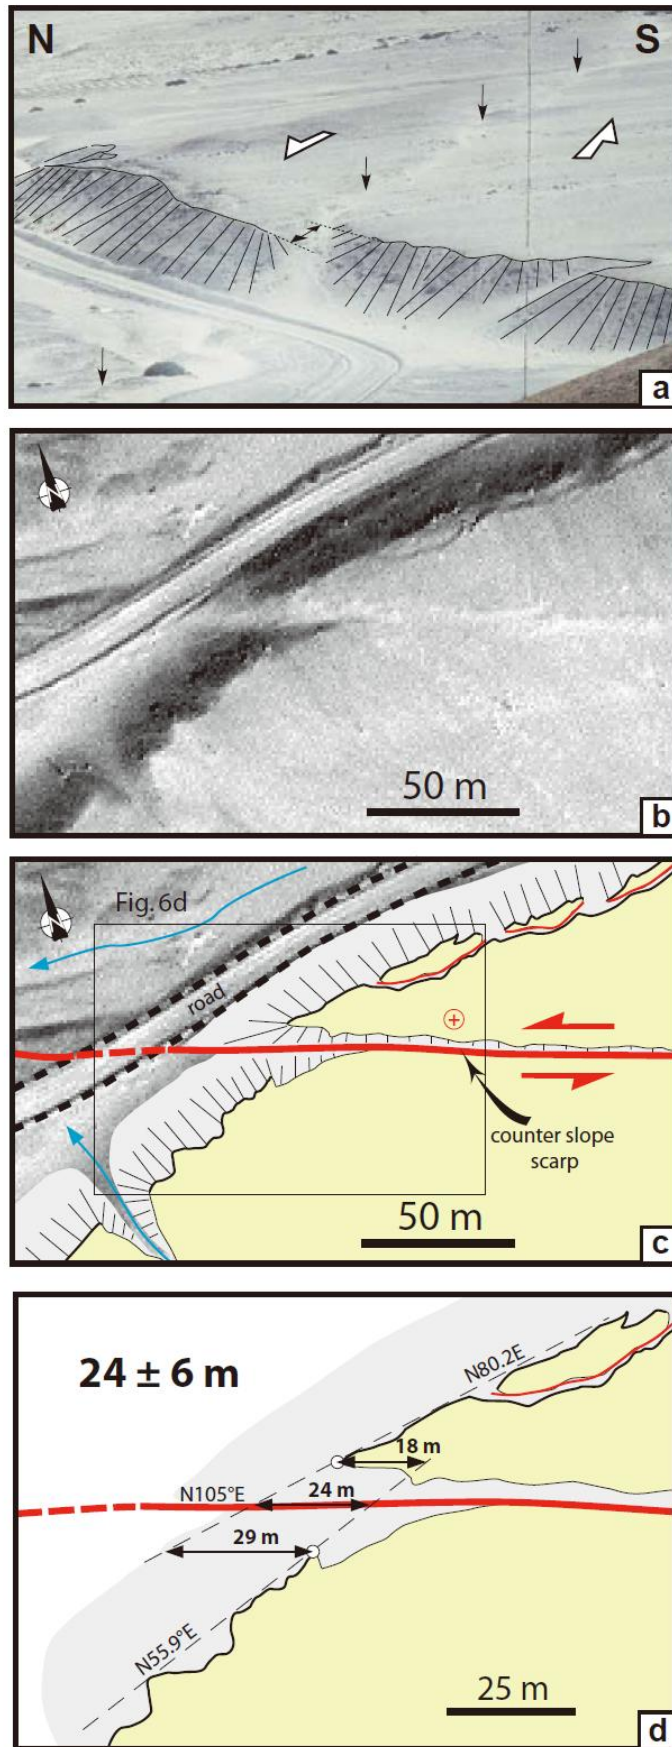 N
S
a
N
50 m
b
N
Fig. 6d
road
+
counter slope
scarp
50 m
c
24 ± 6 m
N80.2E
18 m
N105°E
24 m
29 m
N55.9°E
25 m
d